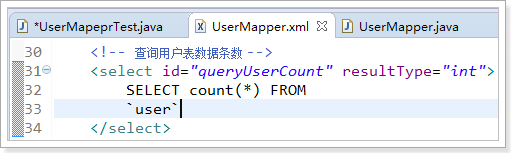 *UserMapeprTest.java UserMapper.xml UserMapper.java
30 <!-- 查询用户表数据条数 -->
31 <select id="queryUserCount" resultType="int">
32 SELECT count(*) FROM
33 `user`
34 </select>